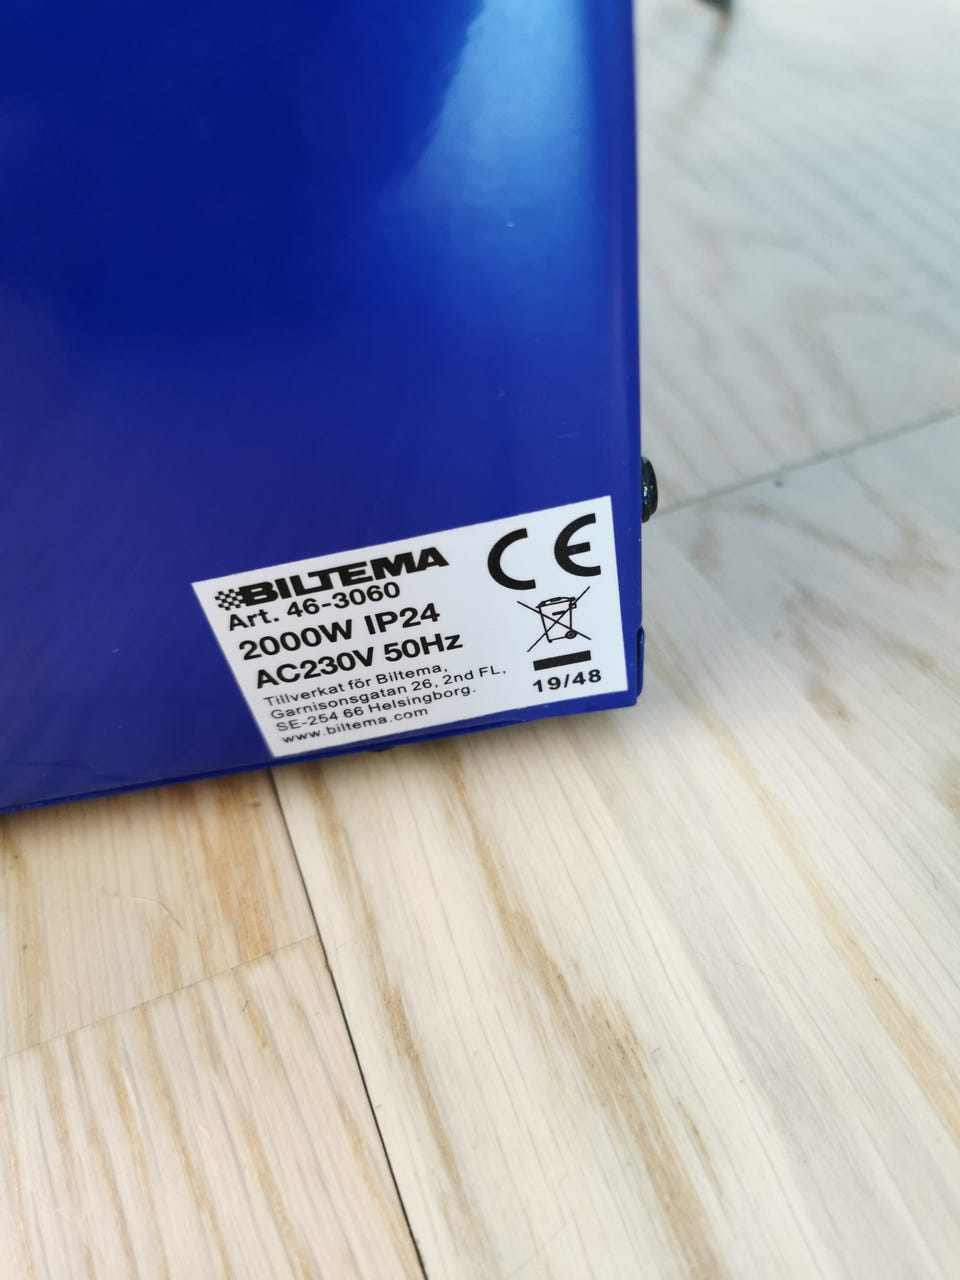 BILTEMA
Art. 46-3060
2000W IP24
AC230V 50Hz
Tillverkat för Biltema,
Garnisonsgatan 26, 2nd FL,
SE-254 66 Helsingborg.
www.biltema.com
CE
19/48